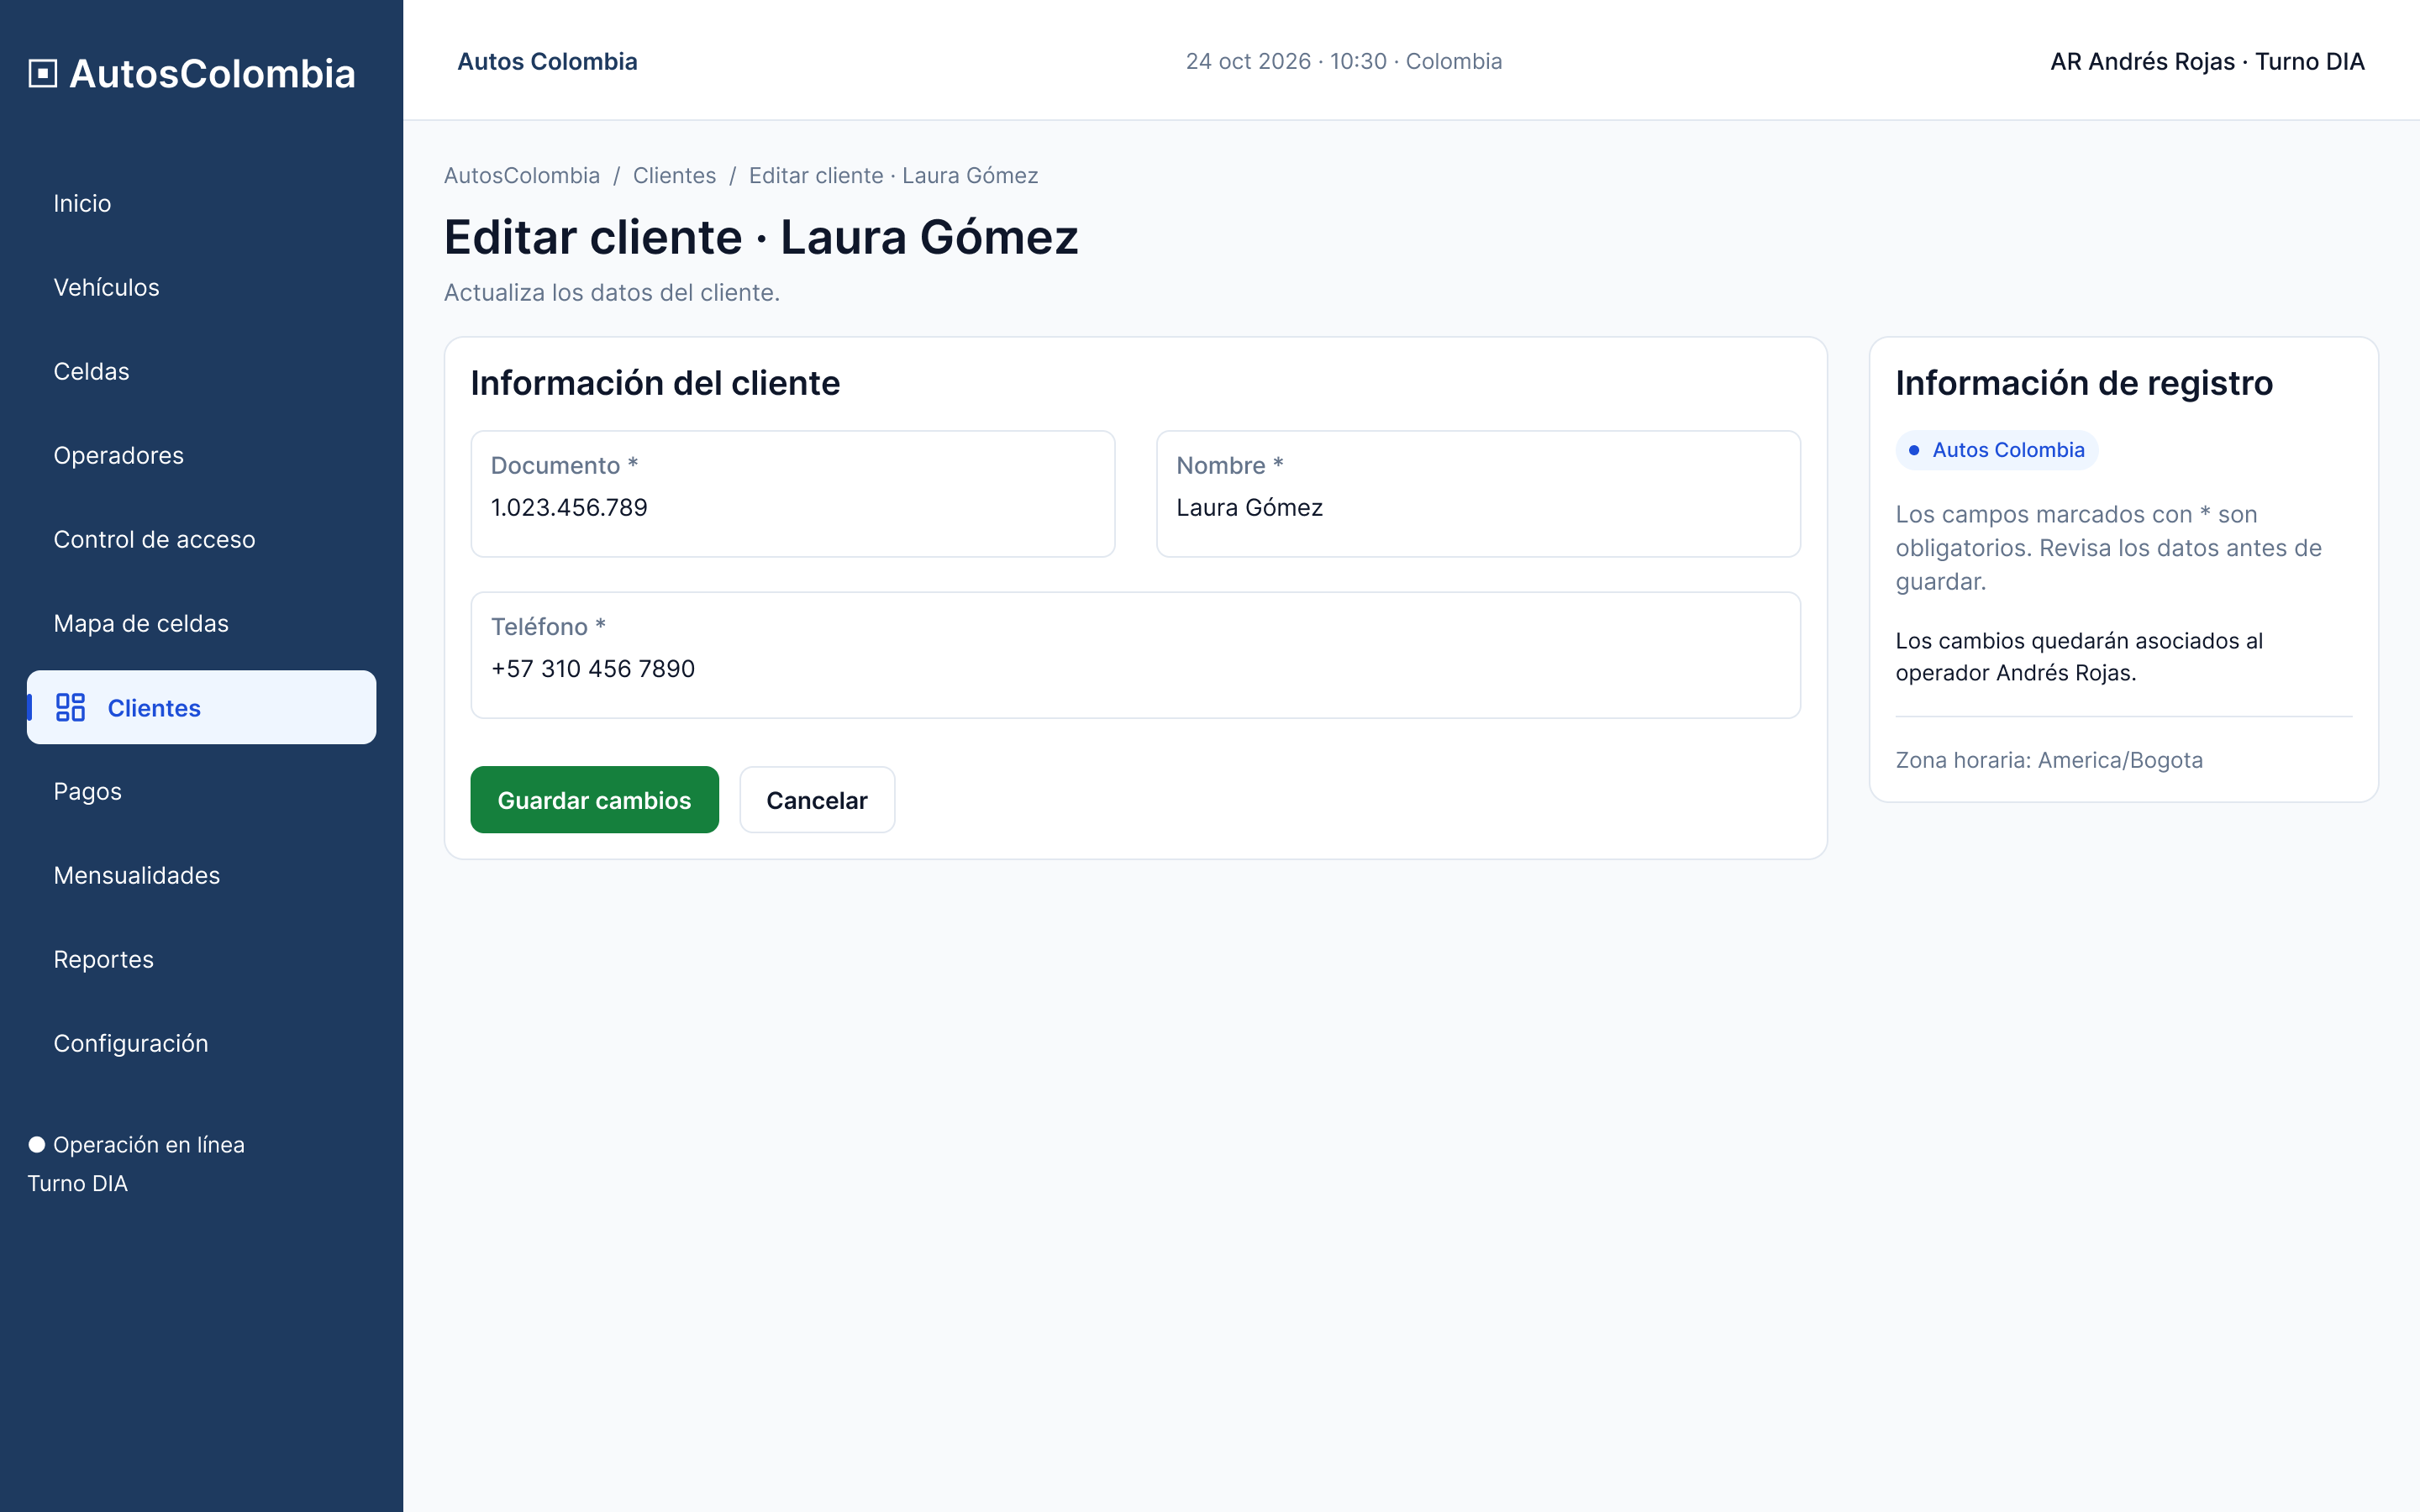 AutosColombia
Inicio
Vehículos
Celdas
Operadores
Control de acceso
Mapa de celdas
Clientes
Pagos
Mensualidades
Reportes
Configuración
Operación en línea
Turno DIA
Autos Colombia
24 oct 2026 · 10:30 · Colombia
AR Andrés Rojas · Turno DIA
AutosColombia / Clientes / Editar cliente · Laura Gómez
Editar cliente · Laura Gómez
Actualiza los datos del cliente.
Información del cliente
Documento *
1.023.456.789
Nombre *
Laura Gómez
Teléfono *
+57 310 456 7890
Guardar cambios
Cancelar
Información de registro
Autos Colombia
Los campos marcados con * son
obligatorios. Revisa los datos antes de
guardar.
Los cambios quedarán asociados al
operador Andrés Rojas.
Zona horaria: America/Bogota